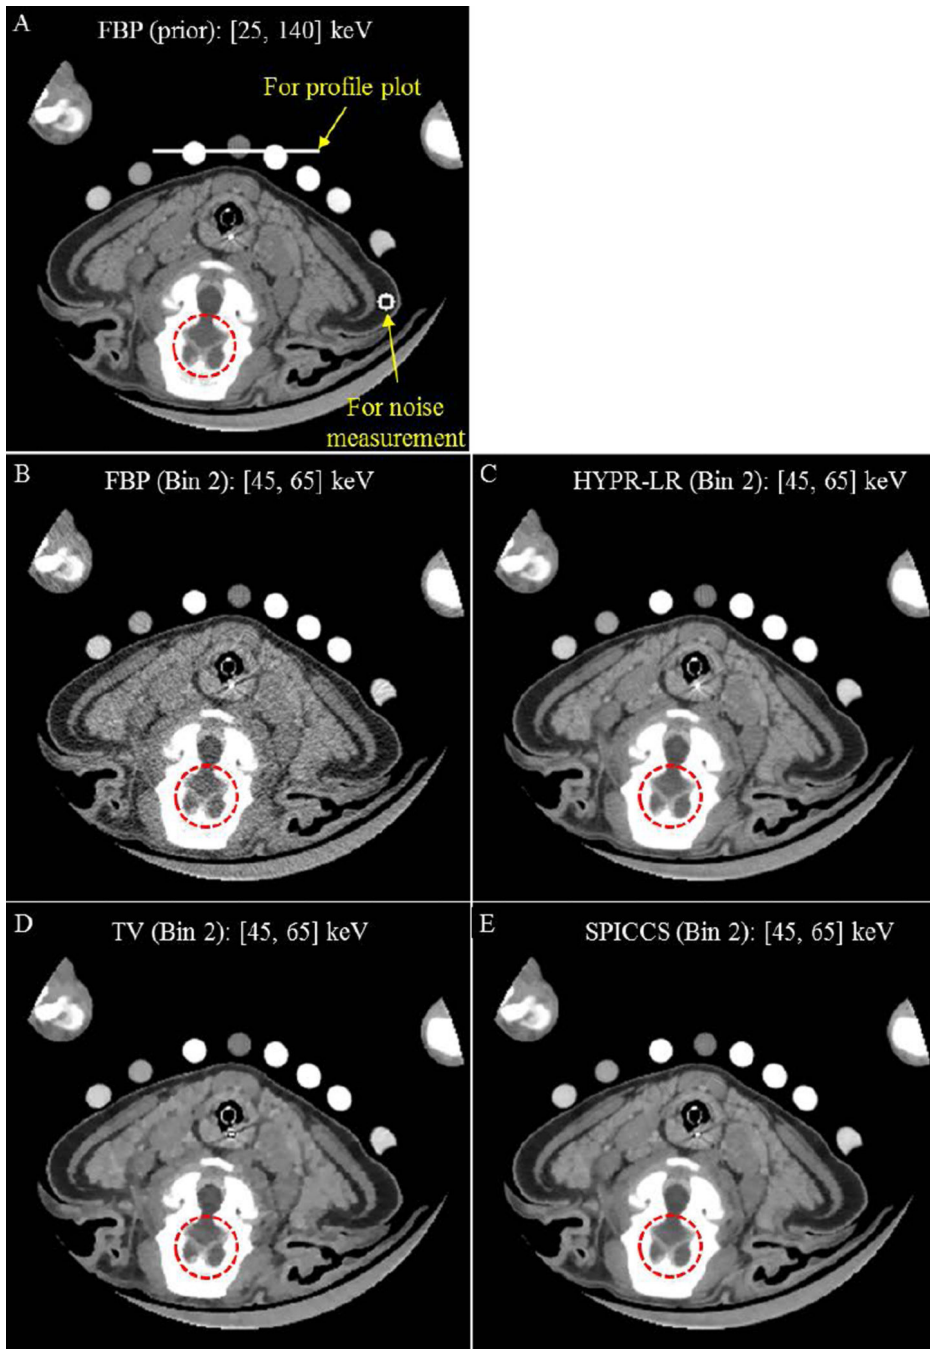 A
FBP (prior): [25, 140] keV
For profile plot
For noise
measurement
B
FBP (Bin 2): [45, 65] keV
C
HYPR-LR (Bin 2): [45, 65] keV
D
TV (Bin 2): [45, 65] keV
E
SPICCS (Bin 2): [45, 65] keV